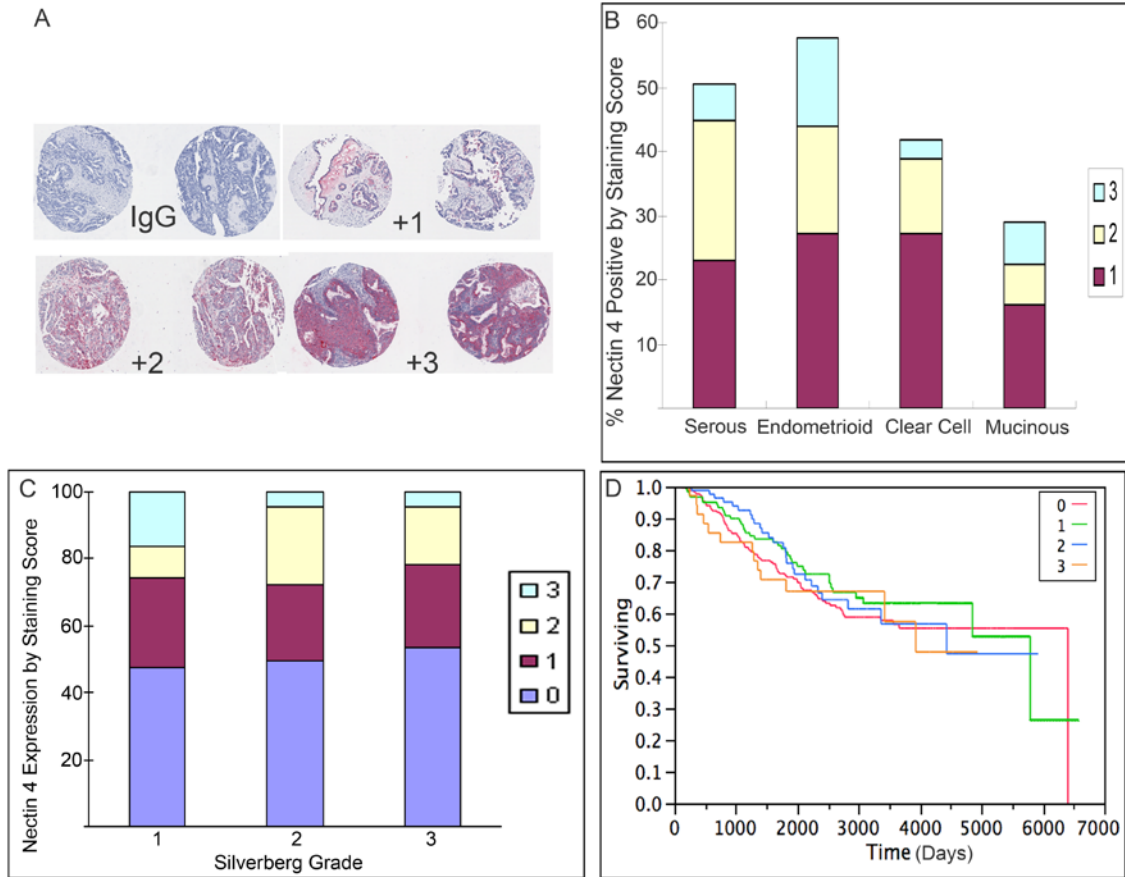 A
IgG
+1
+2
+3
B
% Nectin 4 Positive by Staining Score
60
50
40
30
20
10
Serous Endometrioid Clear Cell Mucinous
3
2
1
C
Nectin 4 Expression by Staining Score
100
80
60
40
20
1 2 3
Silverberg Grade
3
2
1
0
D
Surviving
1.0
0.9
0.8
0.7
0.6
0.5
0.4
0.3
0.2
0.1
0.0
0 1000 2000 3000 4000 5000 6000 7000
Time (Days)
0
1
2
3